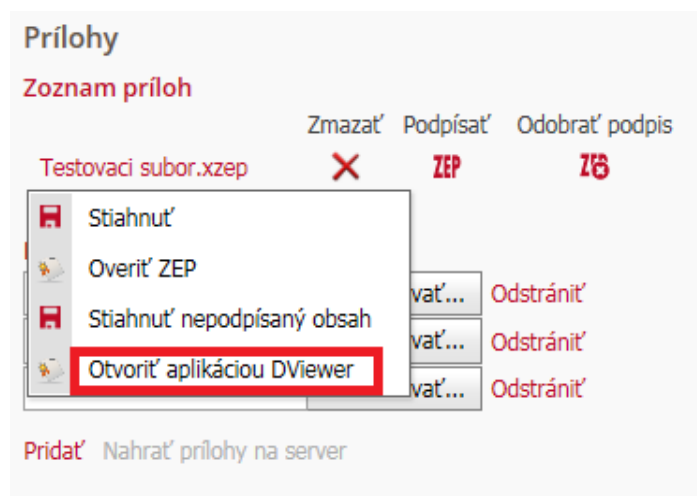 Prílohy
Zoznam príloh
Zmazať Podpísať Odobrať podpis
Testovaci subor.xzep ZEP
Stiahnuť
Overiť ZEP
vať... Odstrániť
Stiahnuť nepodpísaný obsah
vať... Odstrániť
Otvoriť aplikáciou DViewer
vať... Odstrániť
Pridať Nahrať prílohy na server